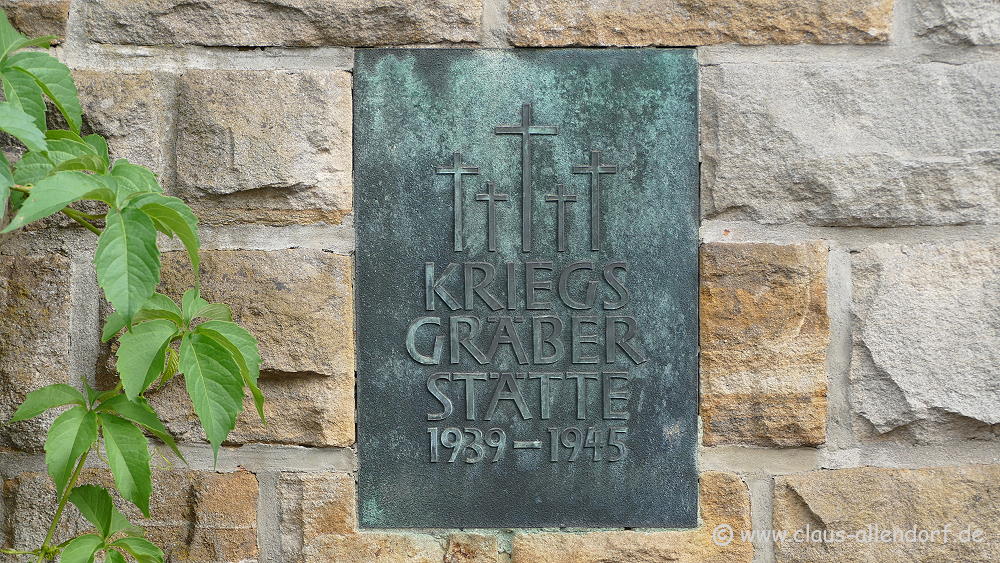 KRIEGS
GRÄBER
STÄTTE
1939–1945
© www.claus-allendorf.de